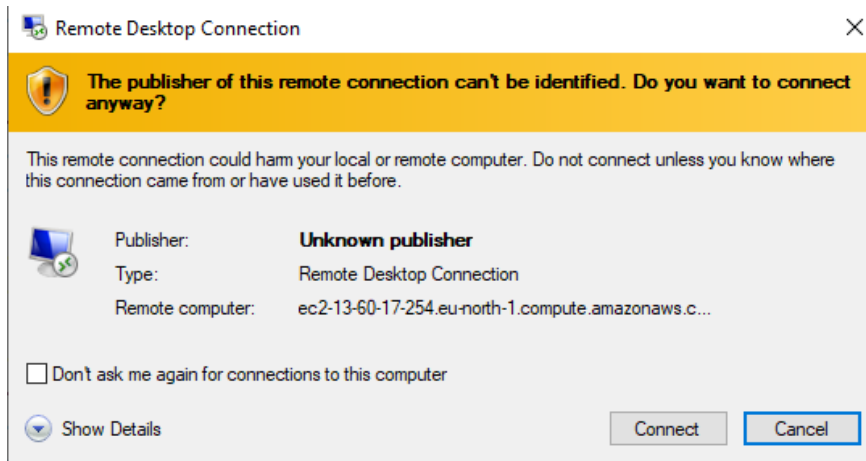 Remote Desktop Connection
The publisher of this remote connection can't be identified. Do you want to connect
anyway?
This remote connection could harm your local or remote computer. Do not connect unless you know where
this connection came from or have used it before.
Publisher: Unknown publisher
Type: Remote Desktop Connection
Remote computer: ec2-13-60-17-254.eu-north-1.compute.amazonaws.c...
Don't ask me again for connections to this computer
Show Details Connect Cancel